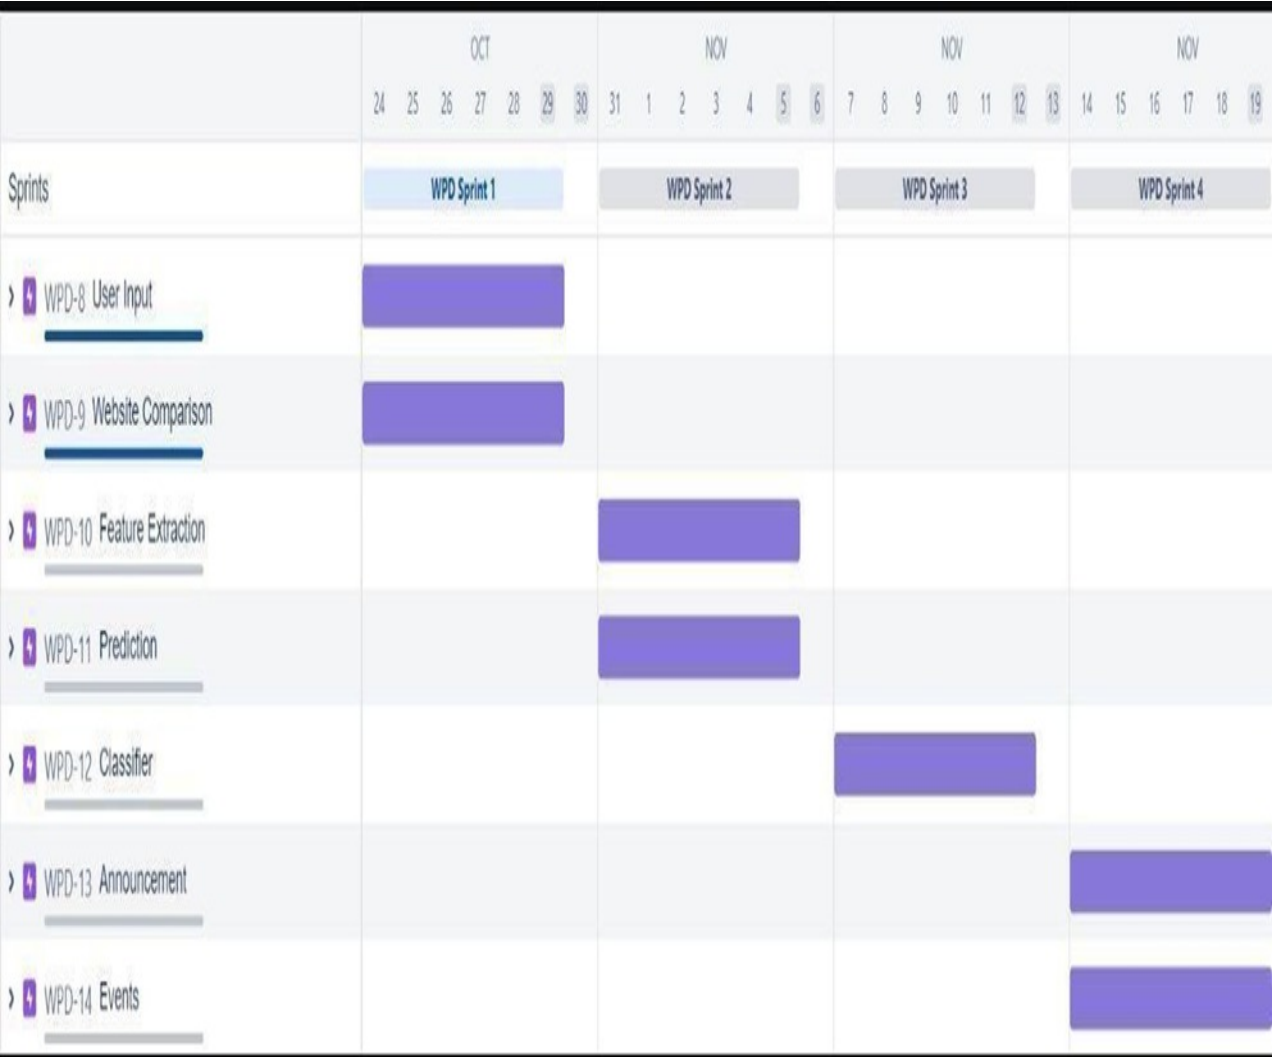 OCT NOV NOV NOV
24 25 26 27 28 29 30 31 1 2 3 4 5 6 7 8 9 10 11 12 13 14 15 16 17 18 19
Sprints WPD Sprint 1 WPD Sprint 2 WPD Sprint 3 WPD Sprint 4
WPD-8 User Input
WPD-9 Website Comparison
WPD-10 Feature Extraction
WPD-11 Prediction
WPD-12 Classifier
WPD-13 Announcement
WPD-14 Events